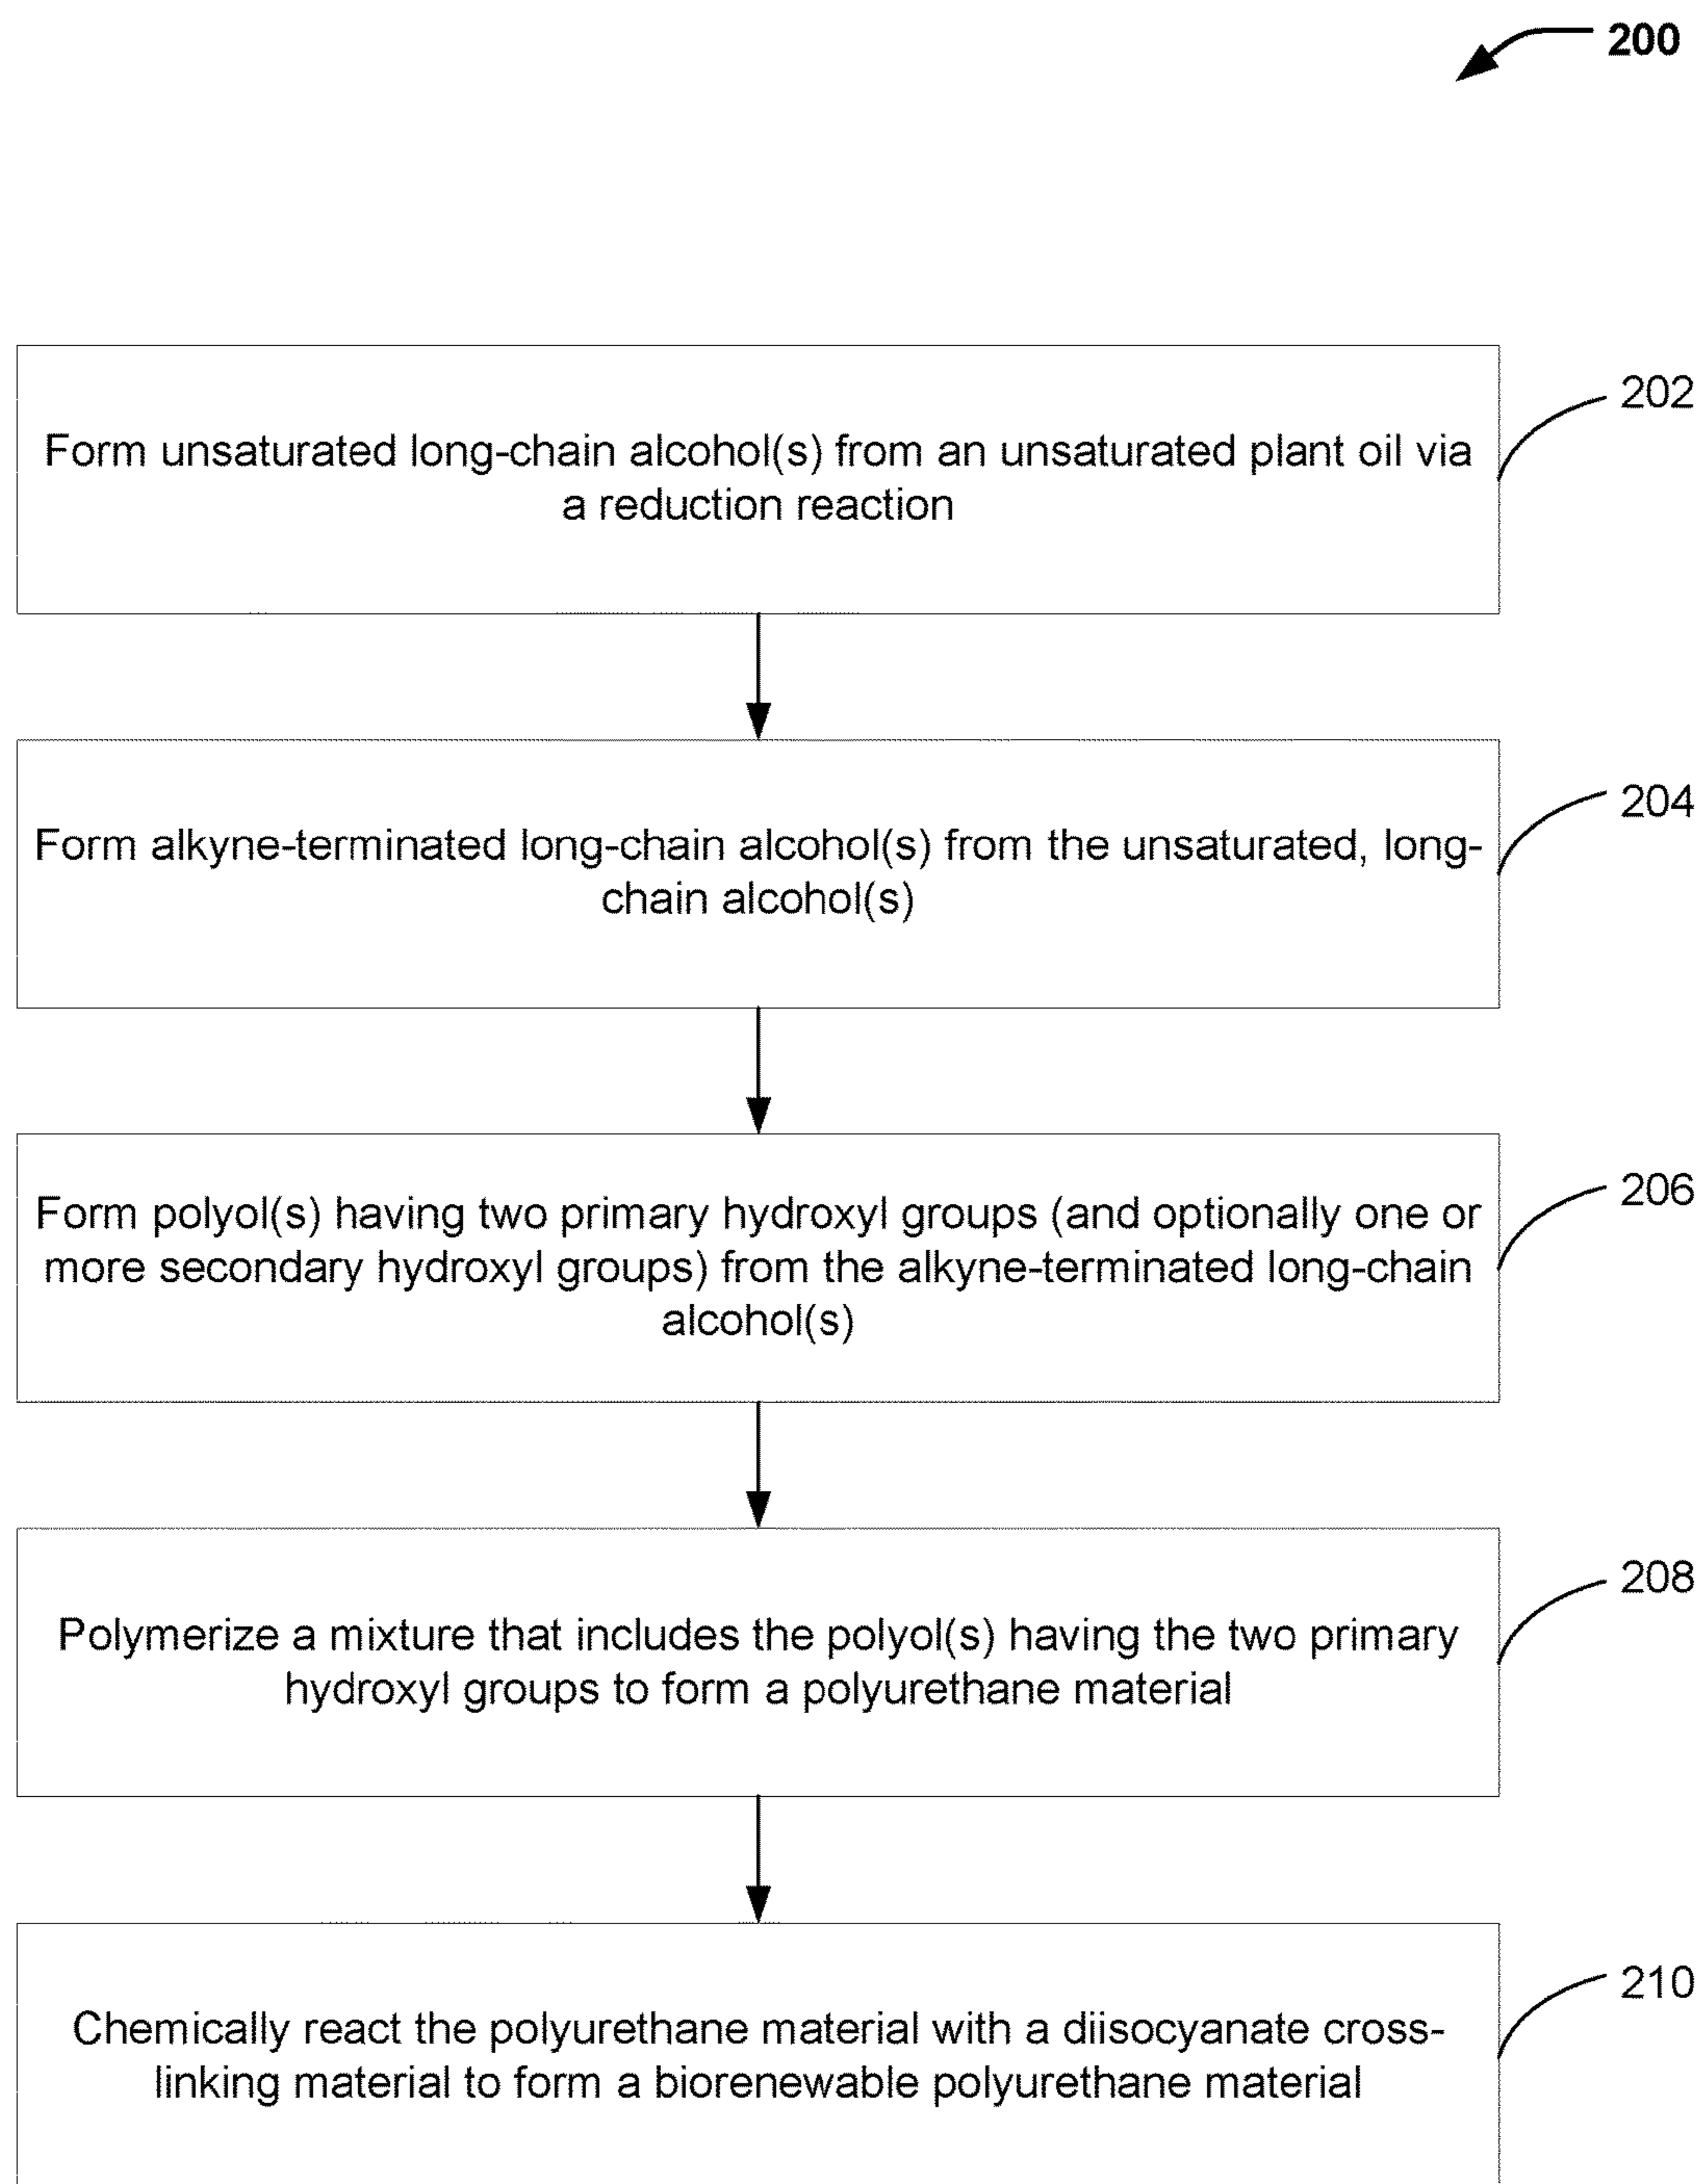 200
202
Form unsaturated long-chain alcohol(s) from an unsaturated plant oil via
a reduction reaction
204
Form alkyne-terminated long-chain alcohol(s) from the unsaturated, long-
chain alcohol(s)
206
Form polyol(s) having two primary hydroxyl groups (and optionally one or
more secondary hydroxyl groups) from the alkyne-terminated long-chain
alcohol(s)
208
Polymerize a mixture that includes the polyol(s) having the two primary
hydroxyl groups to form a polyurethane material
210
Chemically react the polyurethane material with a diisocyanate cross-
linking material to form a biorenewable polyurethane material